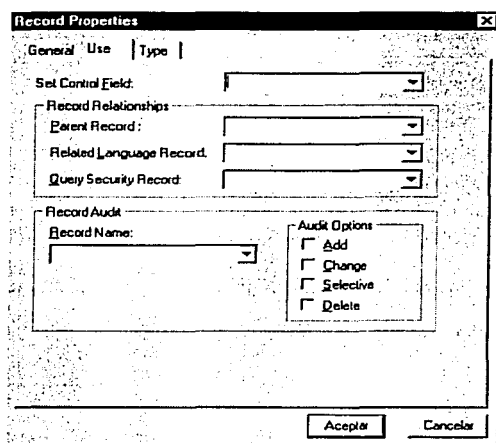 Record Properties
General Use Type
Set Control Field:
Record Relationships
Parent Record :
Related Language Record.
Query Security Record:
Record Audit
Record Name:
Audit Options
Add
Change
Selective
Delete
Aceptar Cancelar